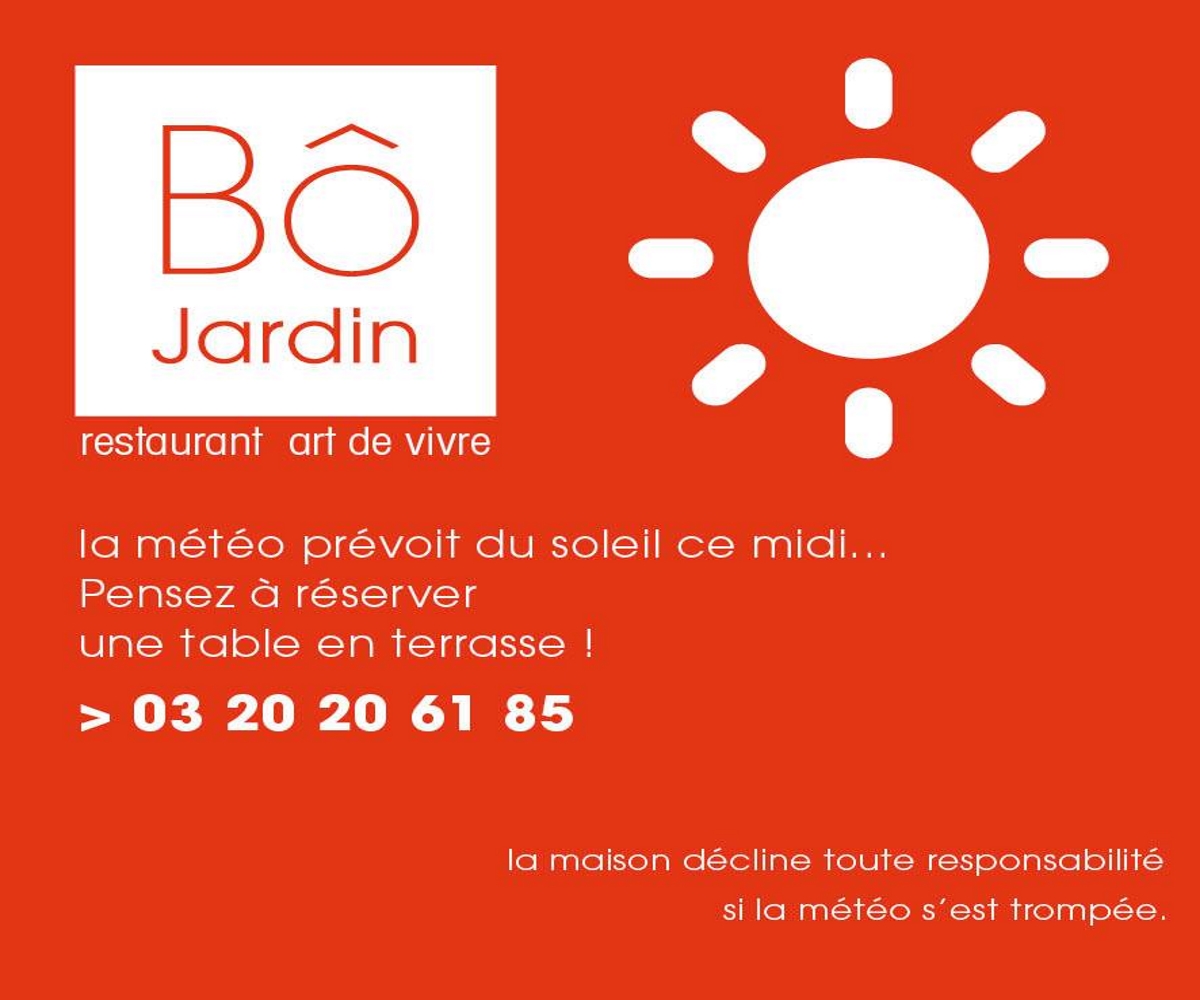 Bô
Jardin
restaurant art de vivre
la météo prévoit du soleil ce midi...
Pensez à réserver
une table en terrasse !
> 03 20 20 61 85
la maison décline toute responsabilité
si la météo s'est trompée.